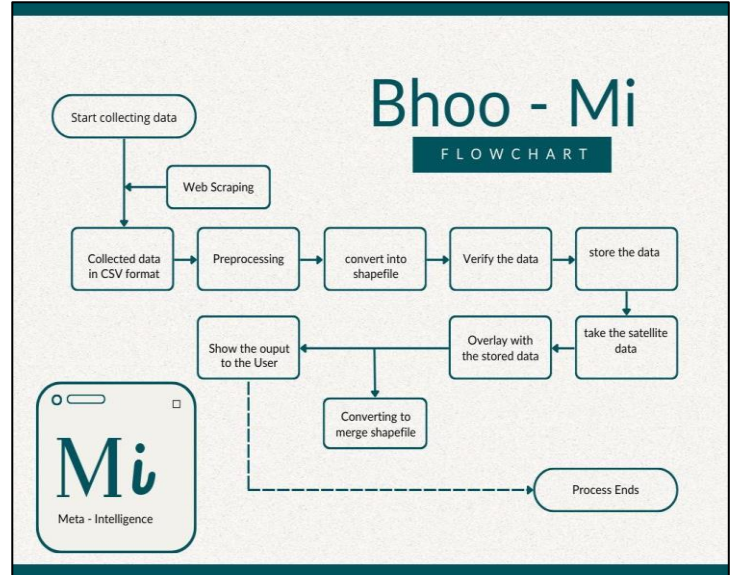 Bhoo - Mi
FLOWCHART
Start collecting data
Web Scraping
Collected data
in CSV format
Preprocessing
convert into
shapefile
Verify the data
store the data
take the satellite
data
Overlay with
the stored data
Show the ouput
to the User
Converting to
merge shapefile
Process Ends
Mi
Meta - Intelligence